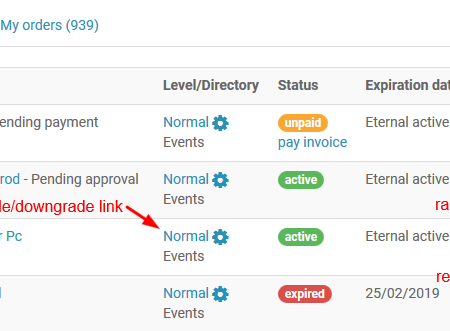 My orders (939)
Level/Directory Status Expiration dat
ending payment Normal unpaid Eternal active
Events pay invoice
rod - Pending approval Normal active Eternal active
Events
le/downgrade link ra
r Pc Normal active Eternal active
Events
re
Normal expired 25/02/2019
Events